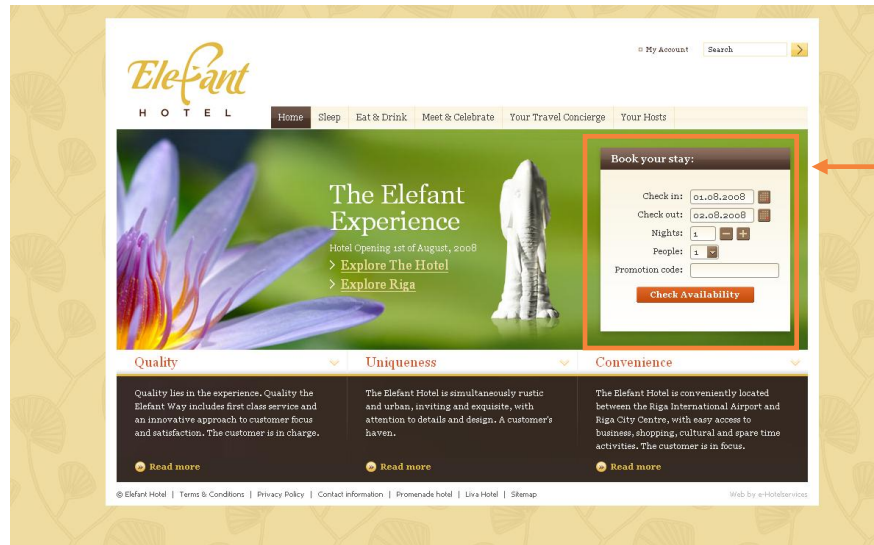 Elefant
HOTEL
My Account Search
Home Sleep Eat & Drink Meet & Celebrate Your Travel Concierge Your Hosts
The Elefant
Experience
Hotel Opening 1st of August, 2008
Explore The Hotel
Explore Riga
Book your stay:
Check in: 01.08.2008
Check out: 02.08.2008
Nights: 1
People: 1
Promotion code:
Check Availability
Quality
Quality lies in the experience. Quality the
Elefant Way includes first class service and
an innovative approach to customer focus
and satisfaction. The customer is in charge.
Read more
Uniqueness
The Elefant Hotel is simultaneously rustic
and urban, inviting and exquisite, with
attention to details and design. A customer's
haven.
Read more
Convenience
The Elefant Hotel is conveniently located
between the Riga International Airport and
Riga City Centre, with easy access to
business, shopping, cultural and spare time
activities. The customer is in focus.
Read more
© Elefant Hotel | Terms & Conditions | Privacy Policy | Contact information | Promenade hotel | Liva Hotel | Sitemap
Web by e-Hotelservices